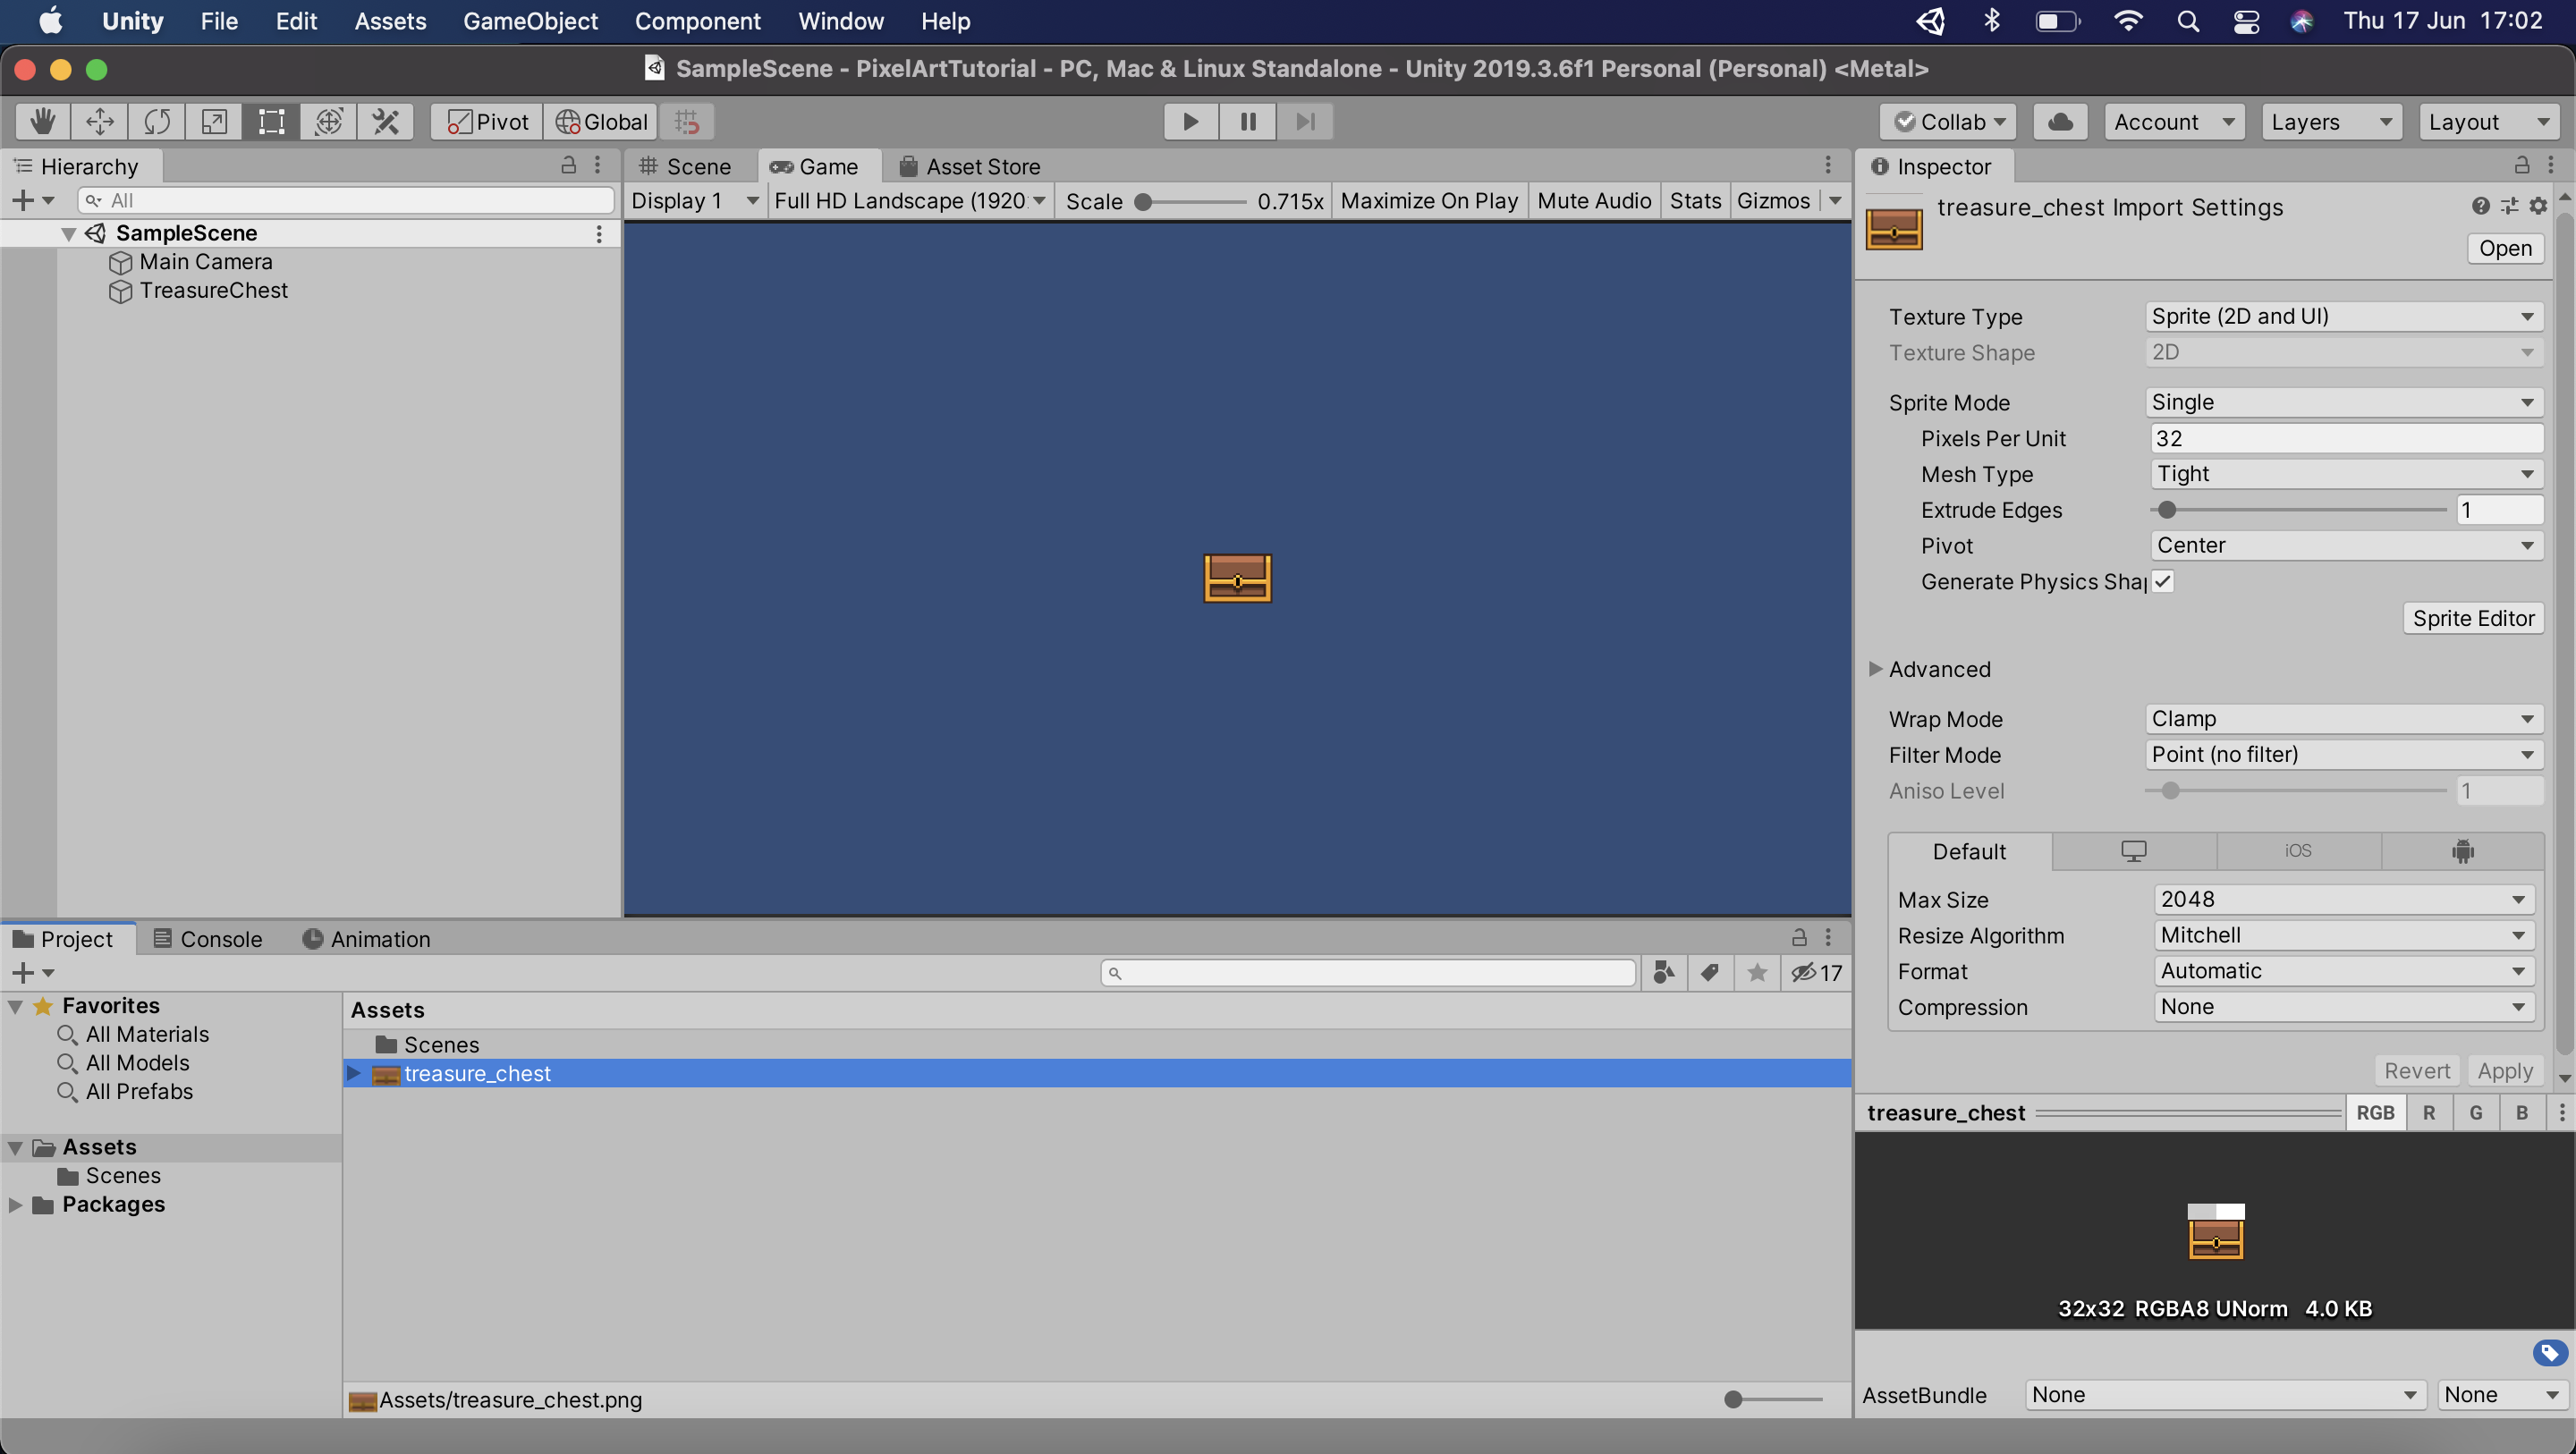 Unity File Edit Assets GameObject Component Window Help Thu 17 Jun 17:02
SampleScene - PixelArtTutorial - PC, Mac & Linux Standalone - Unity 2019.3.6f1 Personal (Personal) <Metal>
Pivot Global Collab Account Layers Layout
Hierarchy
All
SampleScene
Main Camera
TreasureChest
Scene Game Asset Store
Display 1 Full HD Landscape (1920 Scale 0.715x Maximize On Play Mute Audio Stats Gizmos
Inspector
treasure_chest Import Settings
Open
Texture Type Sprite (2D and UI)
Texture Shape 2D
Sprite Mode Single
Pixels Per Unit 32
Mesh Type Tight
Extrude Edges 1
Pivot Center
Generate Physics Sha
Sprite Editor
Advanced
Wrap Mode Clamp
Filter Mode Point (no filter)
Aniso Level 1
Default iOS
Max Size 2048
Resize Algorithm Mitchell
Format Automatic
Compression None
Revert Apply
treasure_chest RGB R G B
32x32 RGBA8 UNorm 4.0 KB
AssetBundle None None
Project Console Animation
17
Favorites
All Materials
All Models
All Prefabs
Assets
Scenes
Packages
Assets
Scenes
treasure_chest
Assets/treasure_chest.png